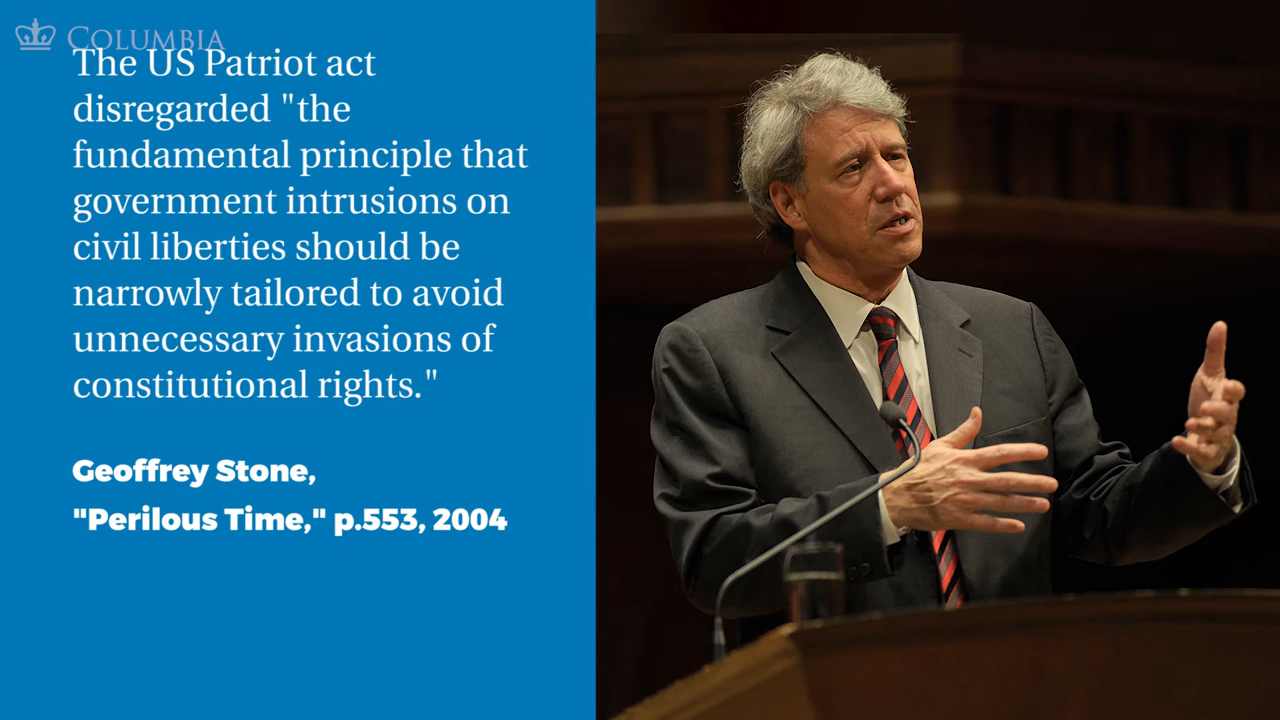 COLUMBIA
The US Patriot act
disregarded "the
fundamental principle that
government intrusions on
civil liberties should be
narrowly tailored to avoid
unnecessary invasions of
constitutional rights."
Geoffrey Stone,
"Perilous Time," p.553, 2004